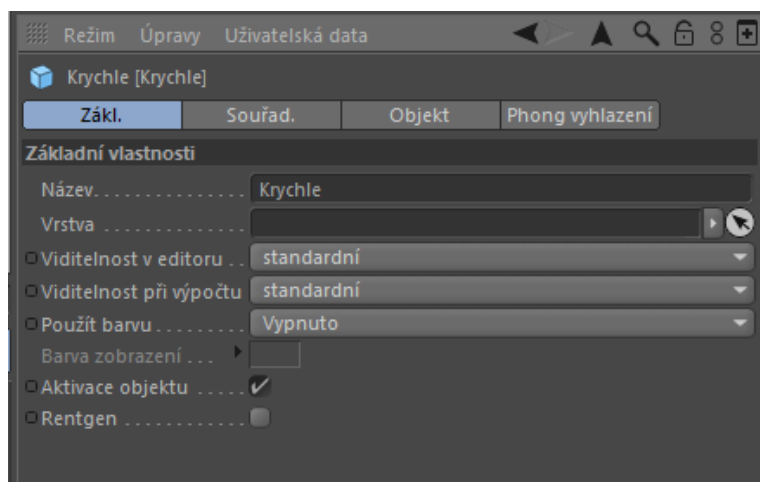 Režim Úpravy Uživatelská data
Krychle [Krychle]
Zákl. Souřad. Objekt Phong vyhlazení
Základní vlastnosti
Název............... Krychle
Vrstva ..............
Viditelnost v editoru .. standardní
Viditelnost při výpočtu standardní
Použít barvu......... Vypnuto
Barva zobrazení ...
Aktivace objektu .....
Rentgen ............